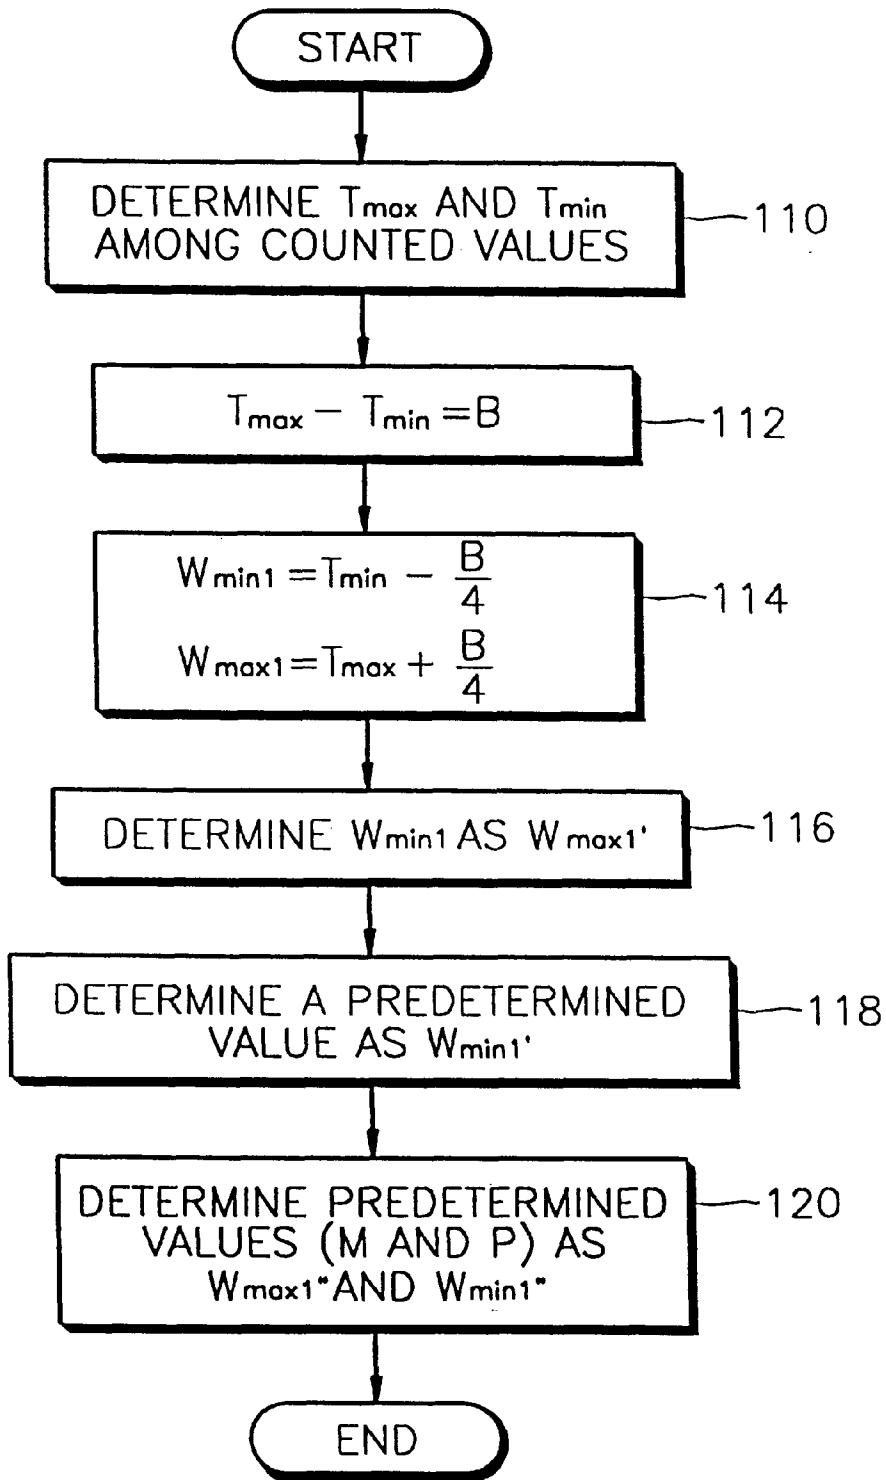 START
DETERMINE Tmax AND Tmin
AMONG COUNTED VALUES
110
Tmax − Tmin = B
112
Wmin1 = Tmin − B/4
Wmax1 = Tmax + B/4
114
DETERMINE Wmin1 AS Wmax1'
116
DETERMINE A PREDETERMINED
VALUE AS Wmin1'
118
DETERMINE PREDETERMINED
VALUES (M AND P) AS
Wmax1" AND Wmin1"
120
END